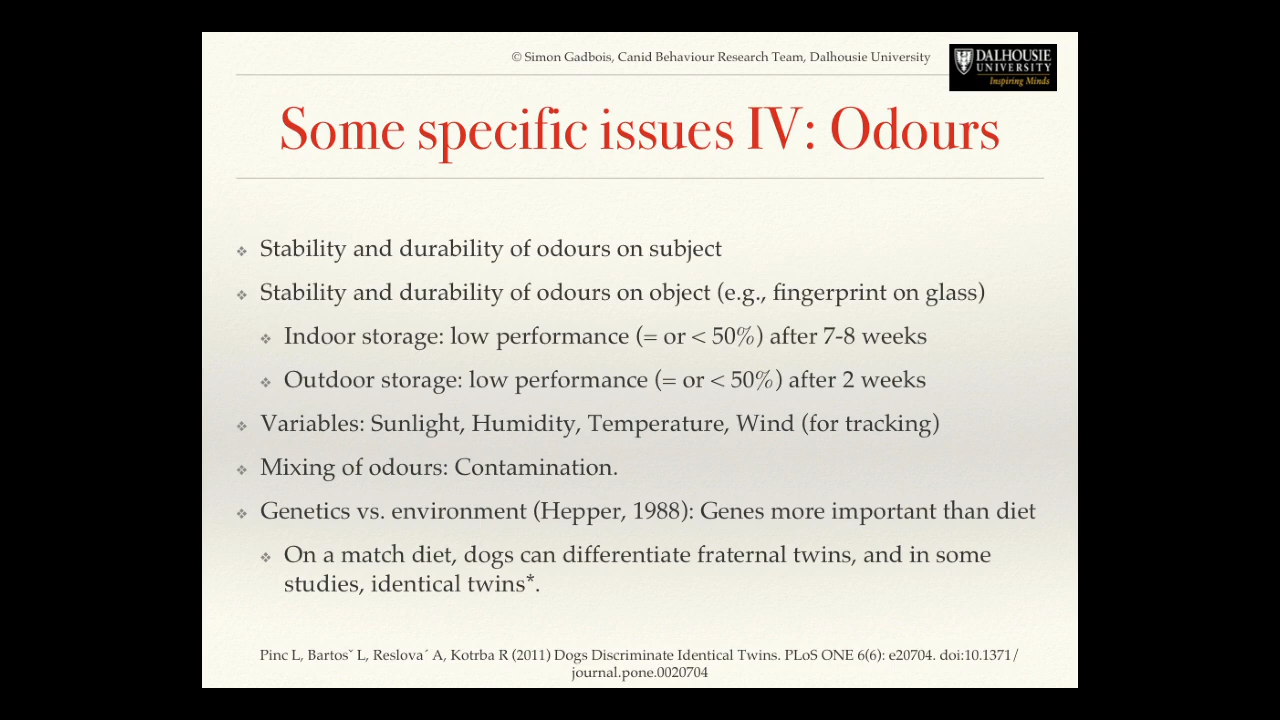 © Simon Gadbois, Canid Behaviour Research Team, Dalhousie University
DALHOUSIE
UNIVERSITY
Inspiring Minds
Some specific issues IV: Odours
❖ Stability and durability of odours on subject
❖ Stability and durability of odours on object (e.g., fingerprint on glass)
❖ Indoor storage: low performance (= or < 50%) after 7-8 weeks
❖ Outdoor storage: low performance (= or < 50%) after 2 weeks
❖ Variables: Sunlight, Humidity, Temperature, Wind (for tracking)
❖ Mixing of odours: Contamination.
❖ Genetics vs. environment (Hepper, 1988): Genes more important than diet
❖ On a match diet, dogs can differentiate fraternal twins, and in some
studies, identical twins*.
Pinc L, Bartosˇ L, Reslova´ A, Kotrba R (2011) Dogs Discriminate Identical Twins. PLoS ONE 6(6): e20704. doi:10.1371/
journal.pone.0020704